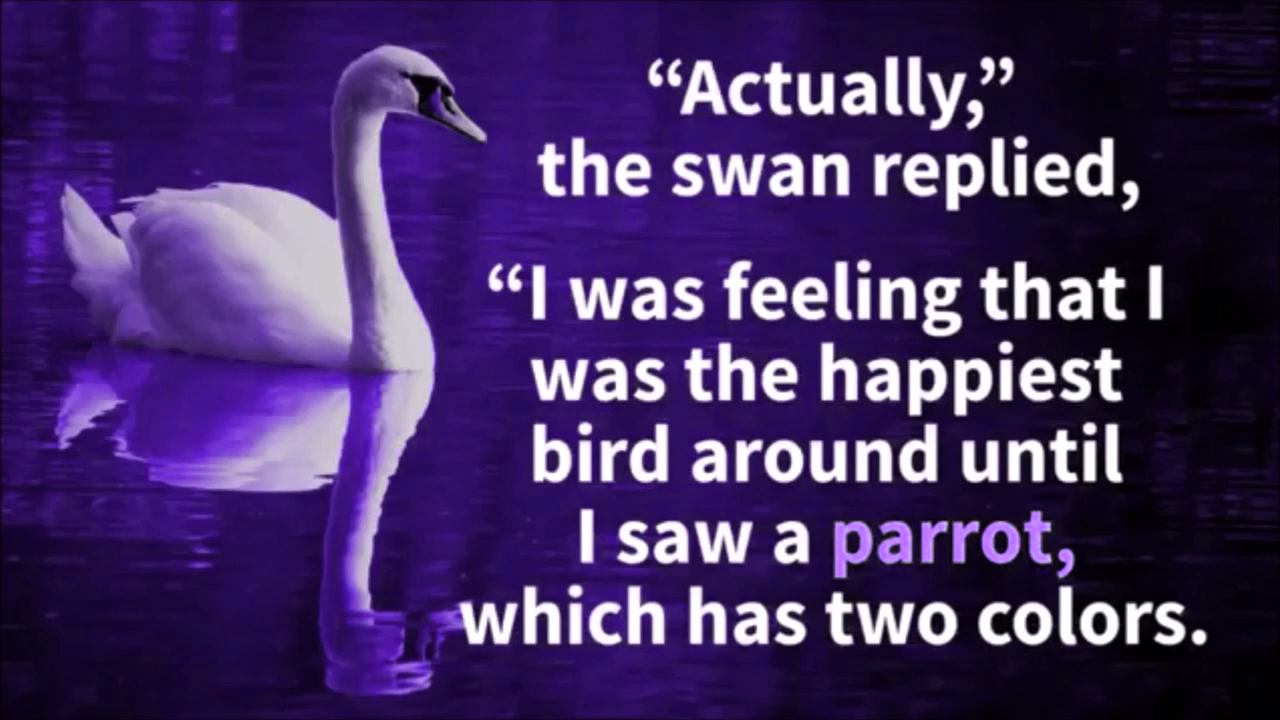 “Actually,”
the swan replied,
“I was feeling that I
was the happiest
bird around until
I saw a parrot,
which has two colors.